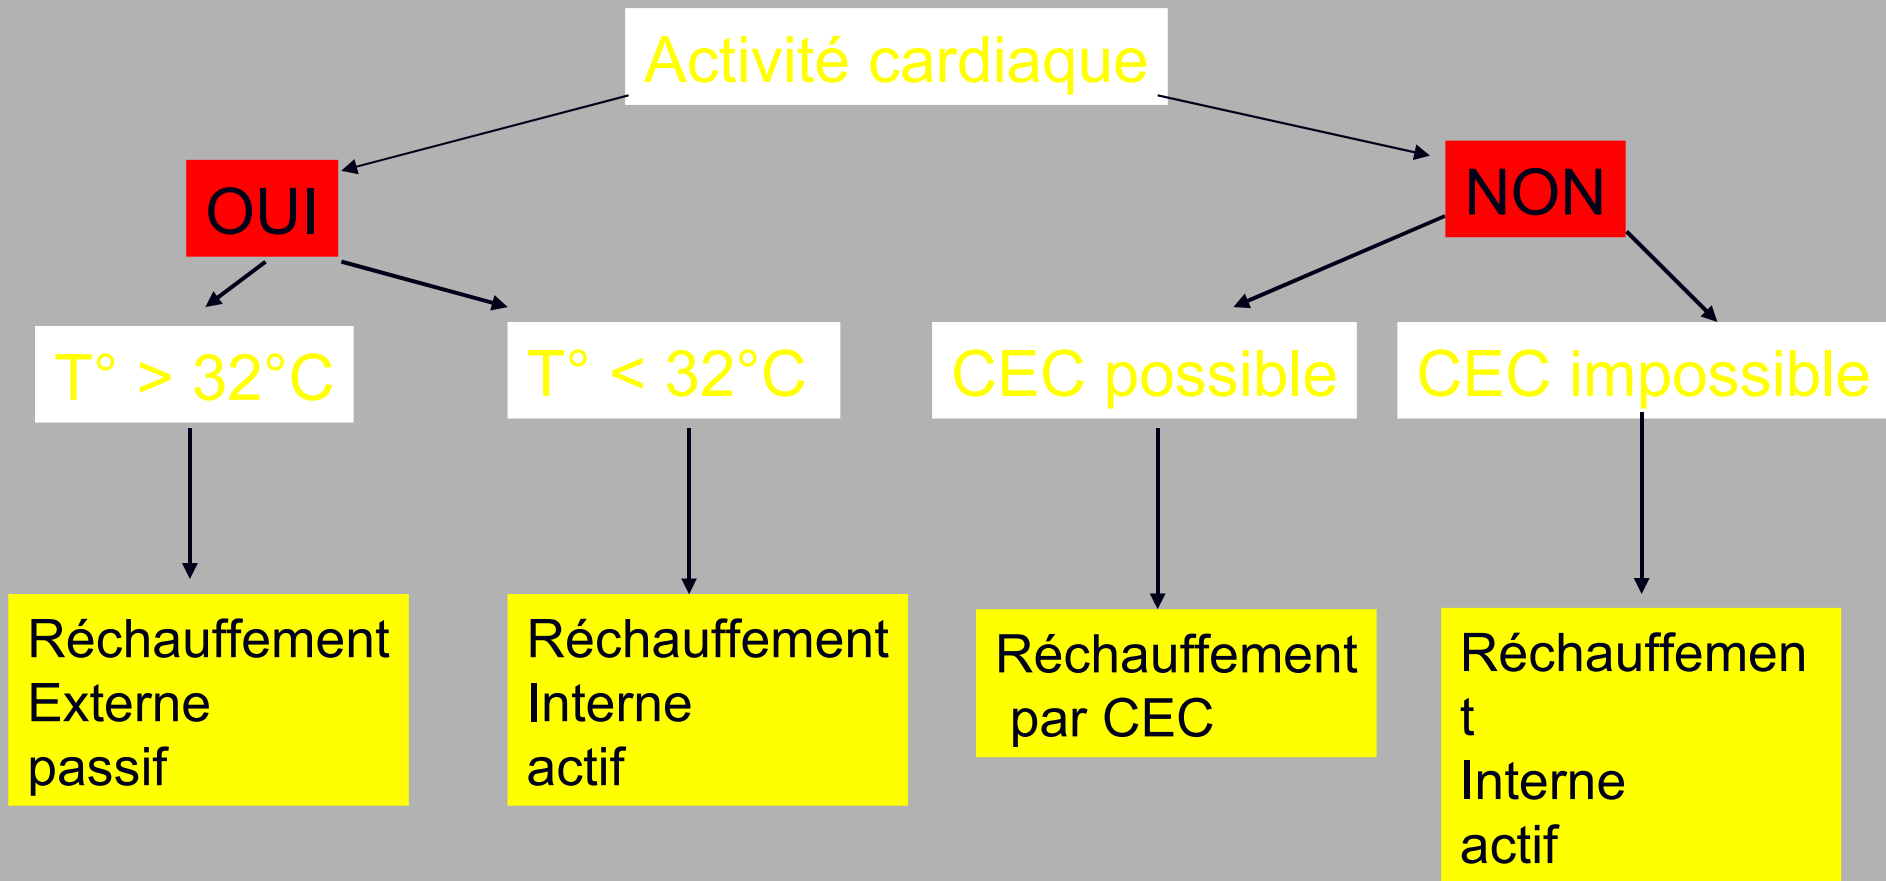 Activité cardiaque
OUI
NON
T° > 32°C
T° < 32°C
CEC possible
CEC impossible
Réchauffement
Externe
passif
Réchauffement
Interne
actif
Réchauffement
par CEC
Réchauffemen
t
Interne
actif